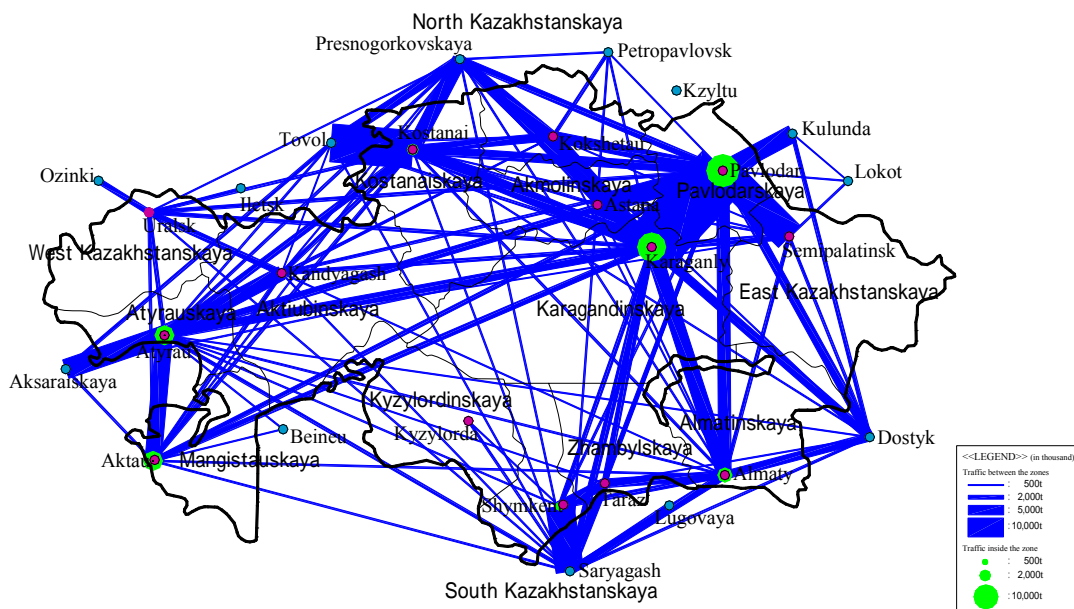 North Kazakhstanskaya
Presnogorkovskaya
Petropavlovsk
Kzyltu
Tovol
Kostanai
Kokshetau
Kulunda
Ozinki
Iletsk
Kostanaiskaya
Akmolinskaya
Pavlodar
Pavlodarskaya
Lokot
Uralsk
Astana
West Kazakhstanskaya
Kandyagash
Karaganly
Semipalatinsk
Atyrauskaya
Aktiubinskaya
Karagandinskaya
East Kazakhstanskaya
Atyrau
Aksaraiskaya
Kyzylordinskaya
Kyzylorda
Almatinskaya
Beineu
Zhambylskaya
Dostyk
Aktau
Mangistauskaya
Almaty
Shymkent
Taraz
Lugovaya
Saryagash
South Kazakhstanskaya
<<LEGEND>> (in thousand)
Traffic between the zones
: 500t
: 2,000t
: 5,000t
: 10,000t
Traffic inside the zone
: 500t
: 2,000t
: 10,000t